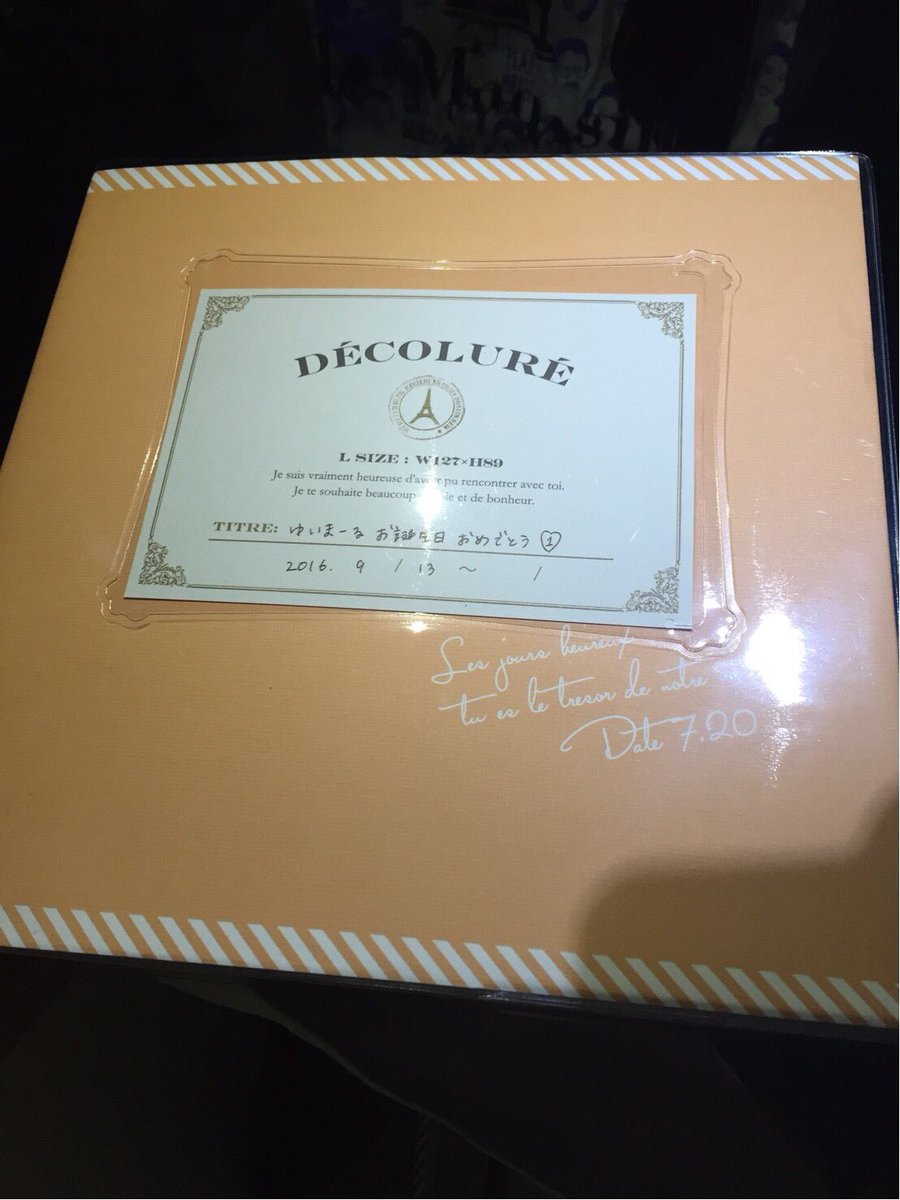 DÉCOLURÉ
L SIZE : W127×H89
Je suis vraiment heureuse d'avoir pu rencontrer avec toi.
Je te souhaite beaucoup et de bonheur.
TITRE: ゆいまーる お誕生日 おめでとう
2016. 9 / 13 ~ /
Les jours heureux
tu es le tresor de notre
Date 7.20